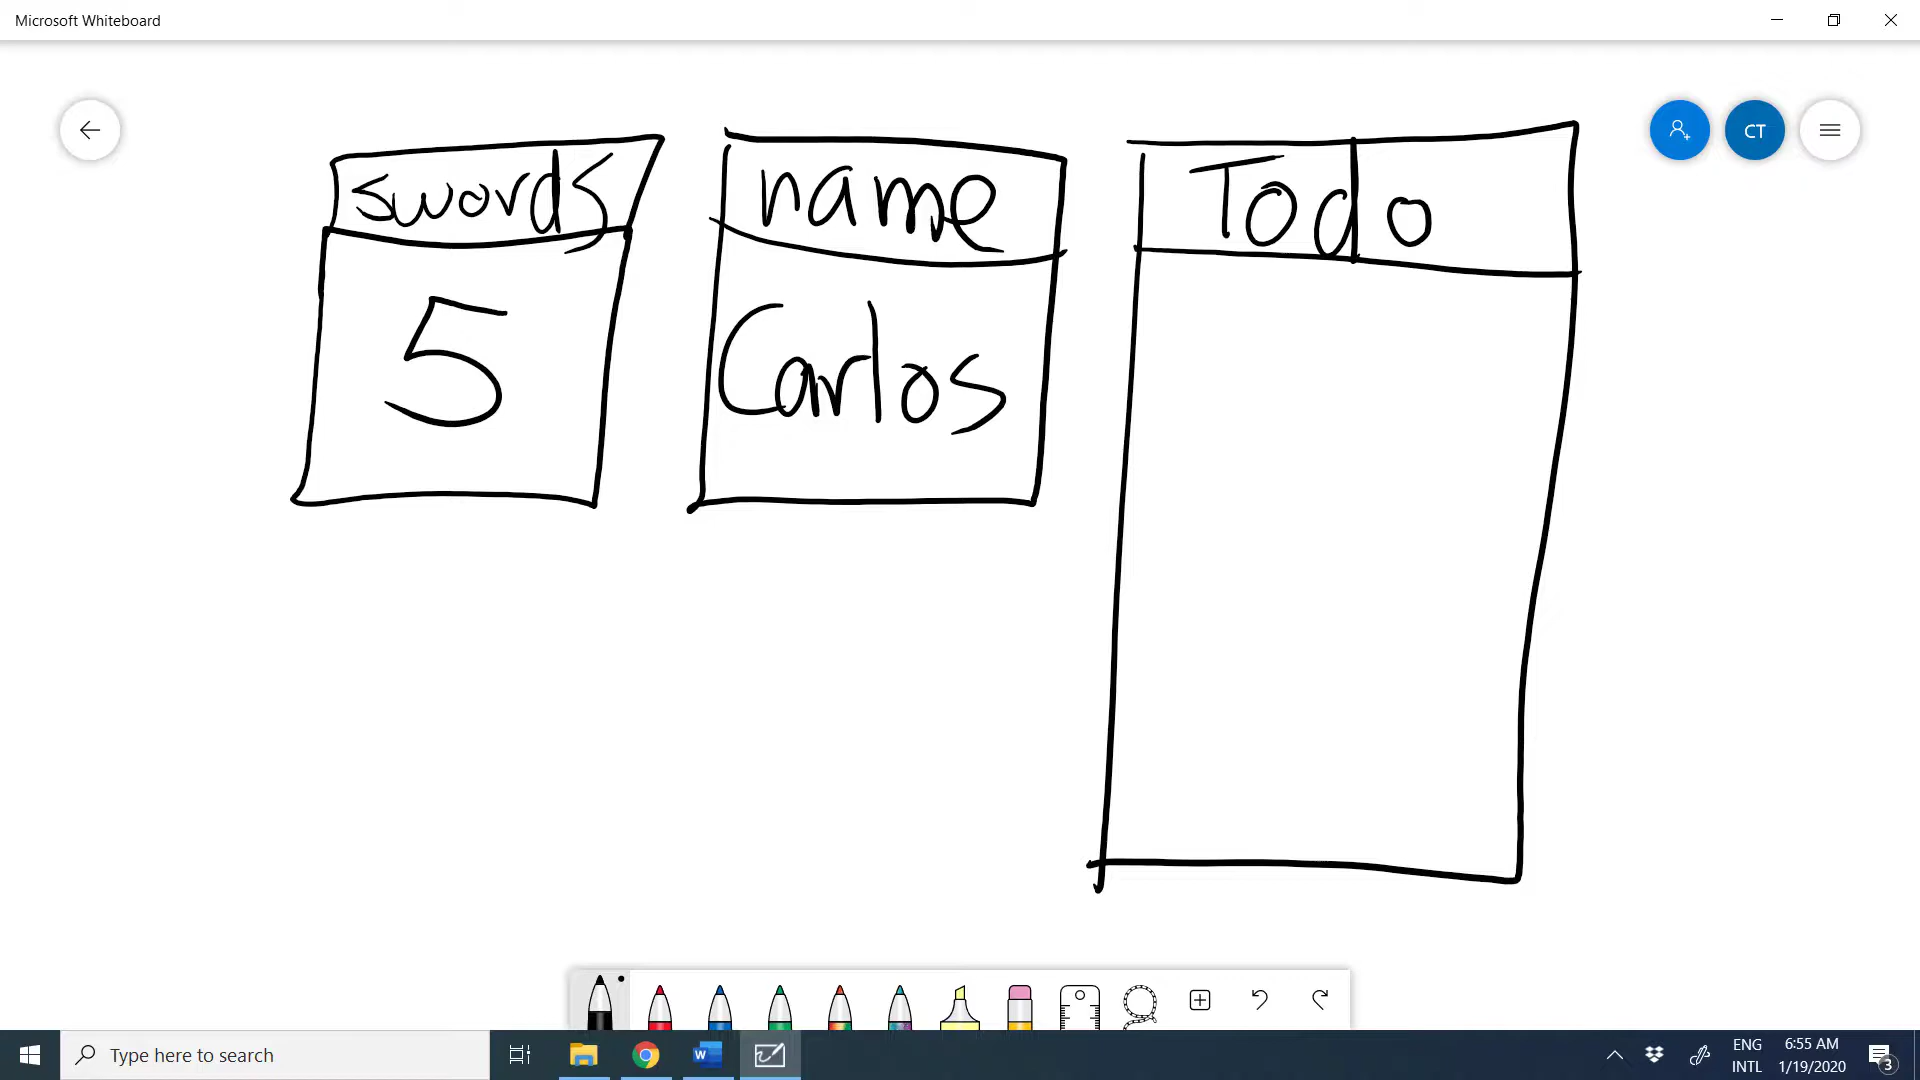 Microsoft Whiteboard
CT
swords
name
Todo
5
Carlos
Type here to search
ENG
INTL
6:55 AM
1/19/2020
3